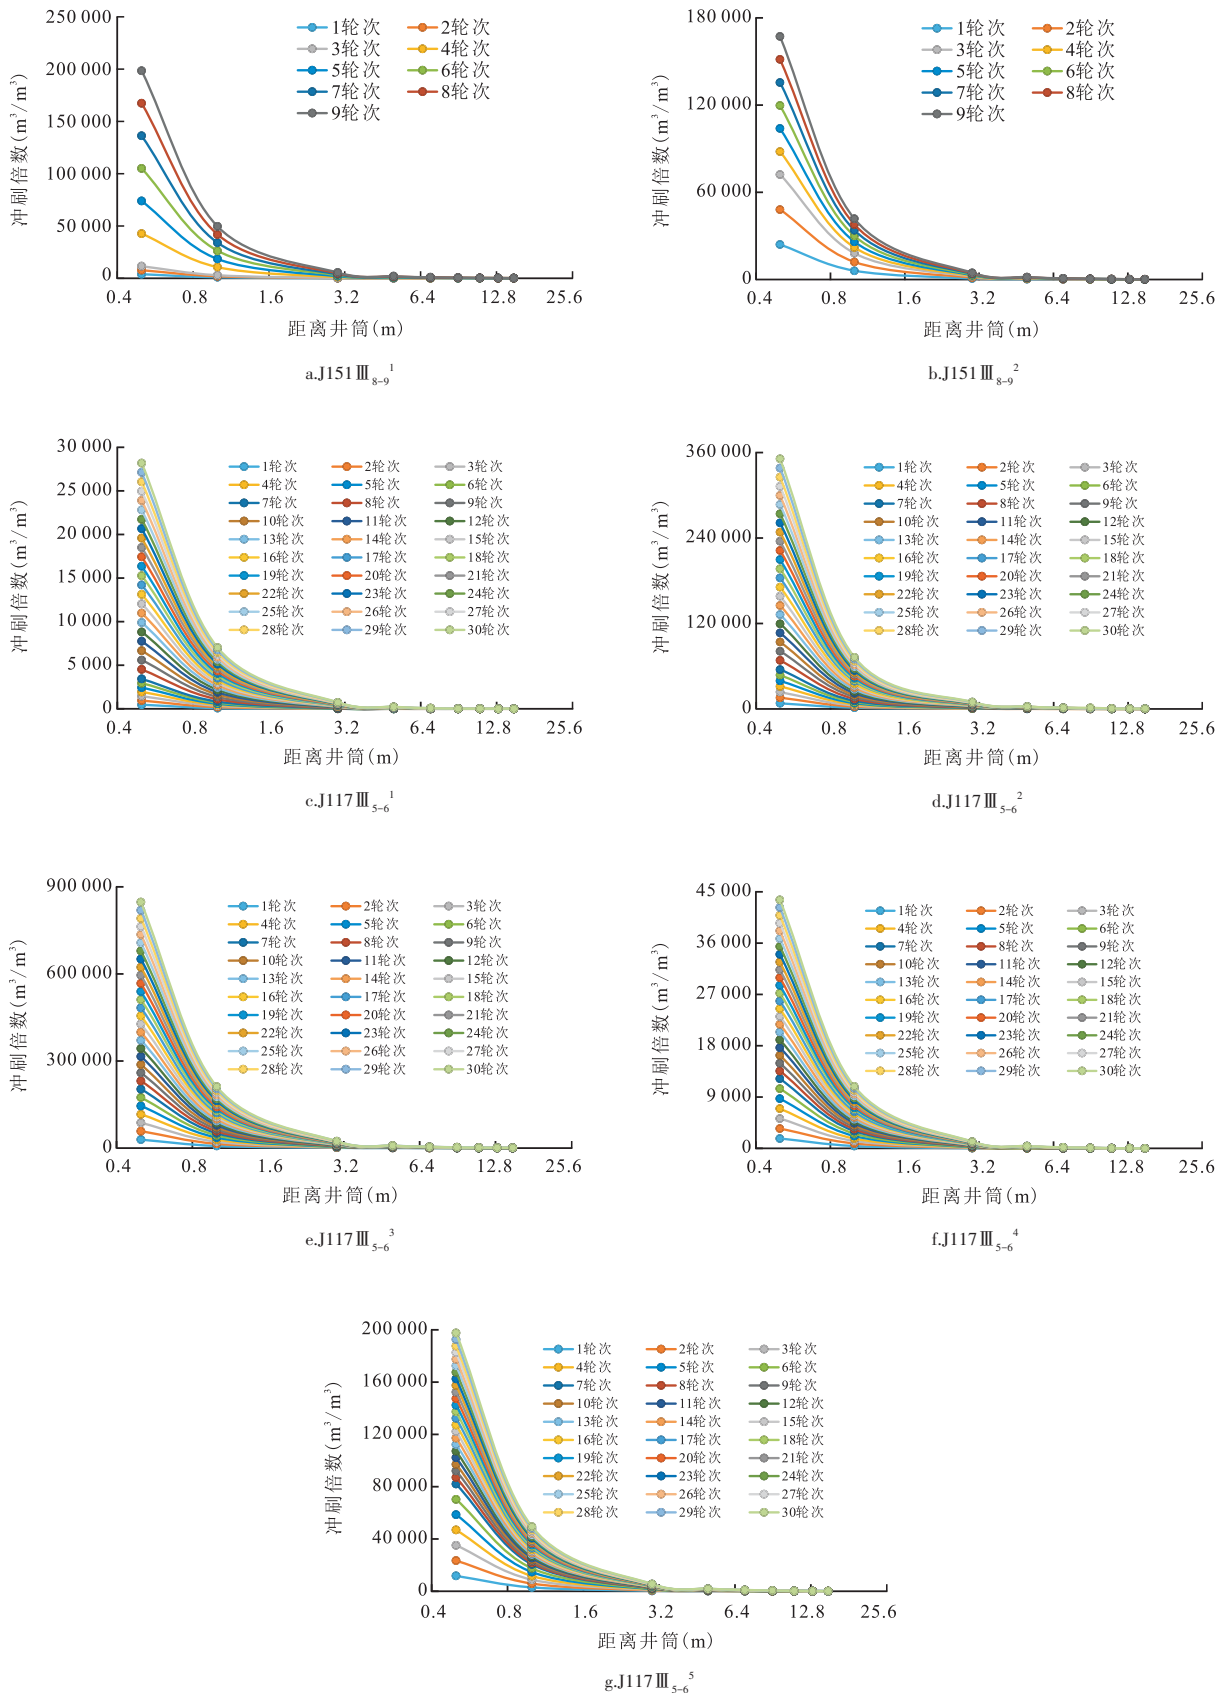 250 000
200 000
150 000
100 000
50 000
0
冲刷倍数(m³/m³)
1轮次 2轮次
3轮次 4轮次
5轮次 6轮次
7轮次 8轮次
9轮次
0.4 0.8 1.6 3.2 6.4 12.8 25.6
距离井筒(m)
a.J151Ⅲ₈₋₉¹
180 000
120 000
60 000
0
冲刷倍数(m³/m³)
1轮次 2轮次
3轮次 4轮次
5轮次 6轮次
7轮次 8轮次
9轮次
0.4 0.8 1.6 3.2 6.4 12.8 25.6
距离井筒(m)
b.J151Ⅲ₈₋₉²
30 000
25 000
20 000
15 000
10 000
5 000
0
冲刷倍数(m³/m³)
1轮次 2轮次 3轮次
4轮次 5轮次 6轮次
7轮次 8轮次 9轮次
10轮次 11轮次 12轮次
13轮次 14轮次 15轮次
16轮次 17轮次 18轮次
19轮次 20轮次 21轮次
22轮次 23轮次 24轮次
25轮次 26轮次 27轮次
28轮次 29轮次 30轮次
0.4 0.8 1.6 3.2 6.4 12.8 25.6
距离井筒(m)
c.J117Ⅲ₅₋₆¹
360 000
240 000
120 000
0
冲刷倍数(m³/m³)
1轮次 2轮次 3轮次
4轮次 5轮次 6轮次
7轮次 8轮次 9轮次
10轮次 11轮次 12轮次
13轮次 14轮次 15轮次
16轮次 17轮次 18轮次
19轮次 20轮次 21轮次
22轮次 23轮次 24轮次
25轮次 26轮次 27轮次
28轮次 29轮次 30轮次
0.4 0.8 1.6 3.2 6.4 12.8 25.6
距离井筒(m)
d.J117Ⅲ₅₋₆²
900 000
600 000
300 000
0
冲刷倍数(m³/m³)
1轮次 2轮次 3轮次
4轮次 5轮次 6轮次
7轮次 8轮次 9轮次
10轮次 11轮次 12轮次
13轮次 14轮次 15轮次
16轮次 17轮次 18轮次
19轮次 20轮次 21轮次
22轮次 23轮次 24轮次
25轮次 26轮次 27轮次
28轮次 29轮次 30轮次
0.4 0.8 1.6 3.2 6.4 12.8 25.6
距离井筒(m)
e.J117Ⅲ₅₋₆³
45 000
36 000
27 000
18 000
9 000
0
冲刷倍数(m³/m³)
1轮次 2轮次 3轮次
4轮次 5轮次 6轮次
7轮次 8轮次 9轮次
10轮次 11轮次 12轮次
13轮次 14轮次 15轮次
16轮次 17轮次 18轮次
19轮次 20轮次 21轮次
22轮次 23轮次 24轮次
25轮次 26轮次 27轮次
28轮次 29轮次 30轮次
0.4 0.8 1.6 3.2 6.4 12.8 25.6
距离井筒(m)
f.J117Ⅲ₅₋₆⁴
200 000
160 000
120 000
80 000
40 000
0
冲刷倍数(m³/m³)
1轮次 2轮次 3轮次
4轮次 5轮次 6轮次
7轮次 8轮次 9轮次
10轮次 11轮次 12轮次
13轮次 14轮次 15轮次
16轮次 17轮次 18轮次
19轮次 20轮次 21轮次
22轮次 23轮次 24轮次
25轮次 26轮次 27轮次
28轮次 29轮次 30轮次
0.4 0.8 1.6 3.2 6.4 12.8 25.6
距离井筒(m)
g.J117Ⅲ₅₋₆⁵